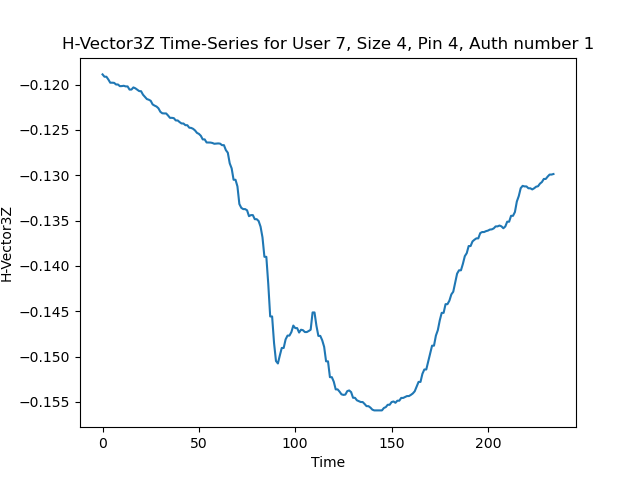 H-Vector3Z Time-Series for User 7, Size 4, Pin 4, Auth number 1
−0.120
−0.125
−0.130
−0.135
−0.140
−0.145
−0.150
−0.155
H-Vector3Z
0 50 100 150 200
Time